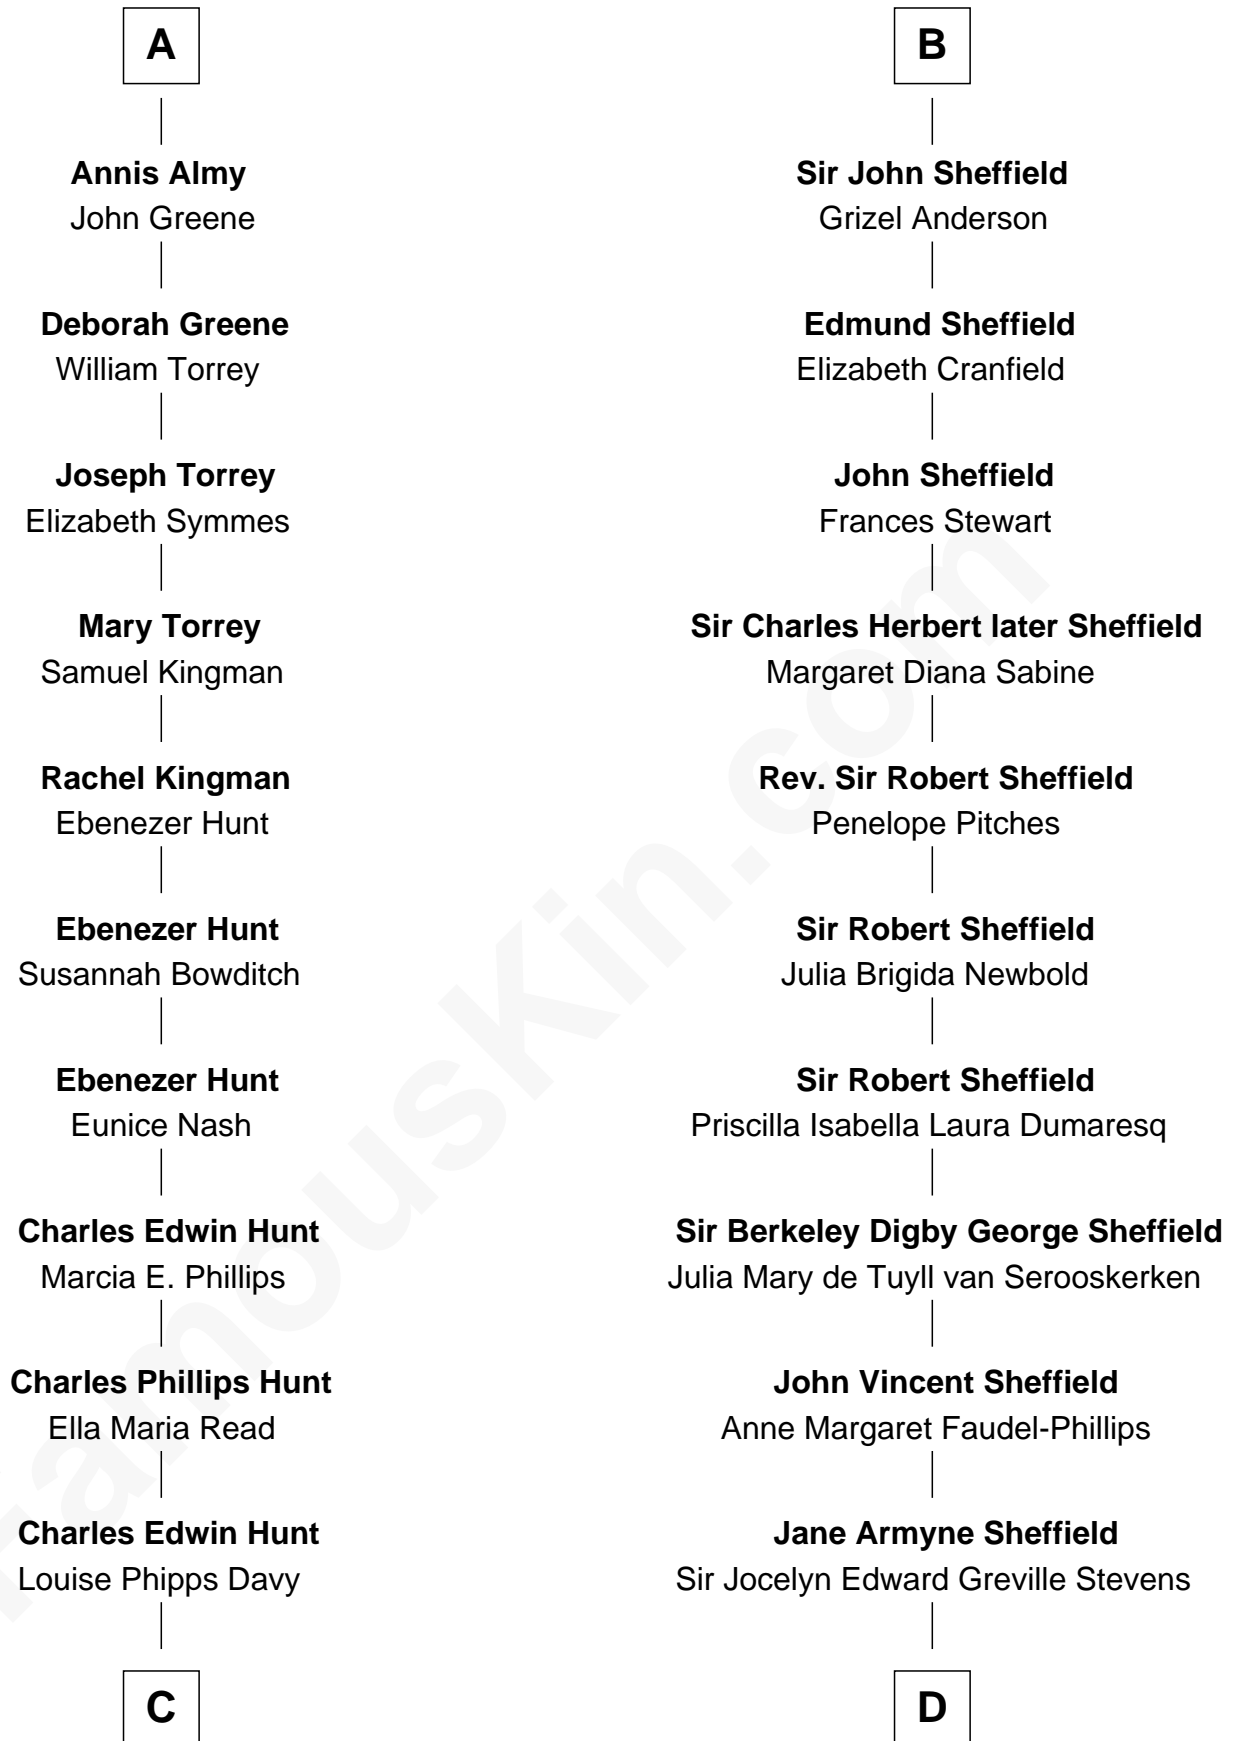 A
Annis Almy
John Greene
Deborah Greene
William Torrey
Joseph Torrey
Elizabeth Symmes
Mary Torrey
Samuel Kingman
Rachel Kingman
Ebenezer Hunt
Ebenezer Hunt
Susannah Bowditch
Ebenezer Hunt
Eunice Nash
Charles Edwin Hunt
Marcia E. Phillips
Charles Phillips Hunt
Ella Maria Read
Charles Edwin Hunt
Louise Phipps Davy
C
B
Sir John Sheffield
Grizel Anderson
Edmund Sheffield
Elizabeth Cranfield
John Sheffield
Frances Stewart
Sir Charles Herbert later Sheffield
Margaret Diana Sabine
Rev. Sir Robert Sheffield
Penelope Pitches
Sir Robert Sheffield
Julia Brigida Newbold
Sir Robert Sheffield
Priscilla Isabella Laura Dumaresq
Sir Berkeley Digby George Sheffield
Julia Mary de Tuyll van Serooskerken
John Vincent Sheffield
Anne Margaret Faudel-Phillips
Jane Armyne Sheffield
Sir Jocelyn Edward Greville Stevens
D
FamousKin.com